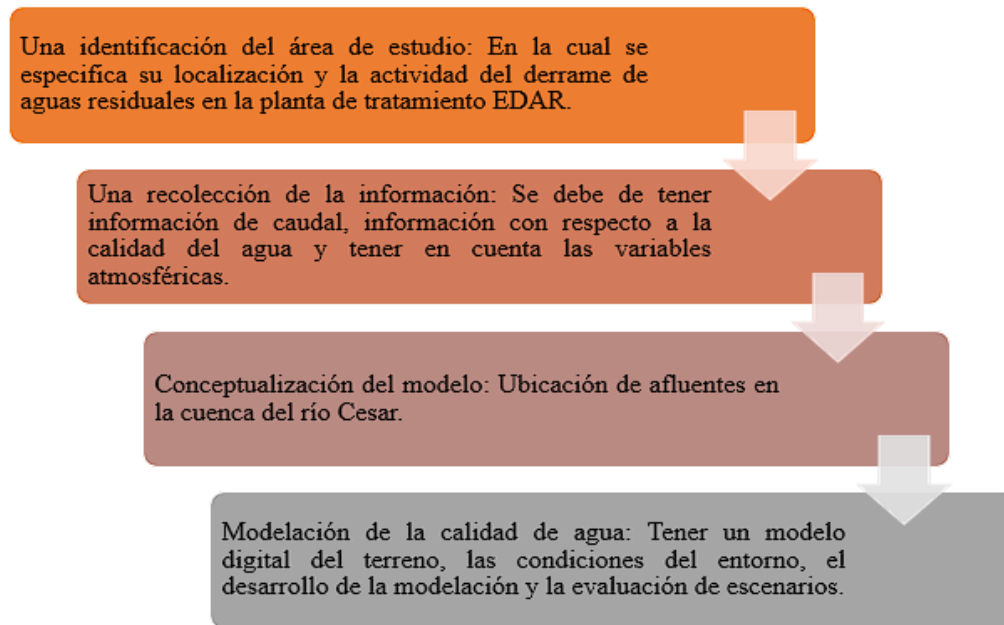 Una identificación del área de estudio: En la cual se
especifica su localización y la actividad del derrame de
aguas residuales en la planta de tratamiento EDAR.
Una recolección de la información: Se debe de tener
información de caudal, información con respecto a la
calidad del agua y tener en cuenta las variables
atmosféricas.
Conceptualización del modelo: Ubicación de afluentes en
la cuenca del río Cesar.
Modelación de la calidad de agua: Tener un modelo
digital del terreno, las condiciones del entorno, el
desarrollo de la modelación y la evaluación de escenarios.